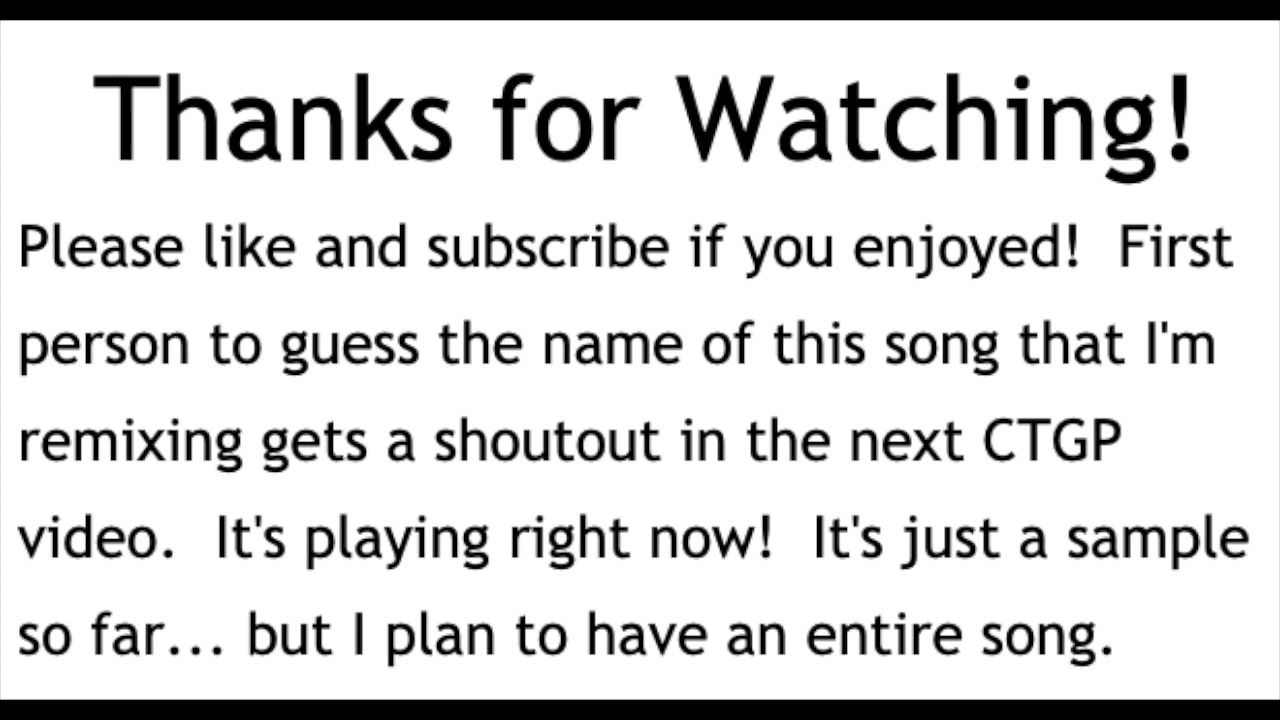 Thanks for Watching!
Please like and subscribe if you enjoyed!  First
person to guess the name of this song that I'm
remixing gets a shoutout in the next CTGP
video.  It's playing right now!  It's just a sample
so far... but I plan to have an entire song.